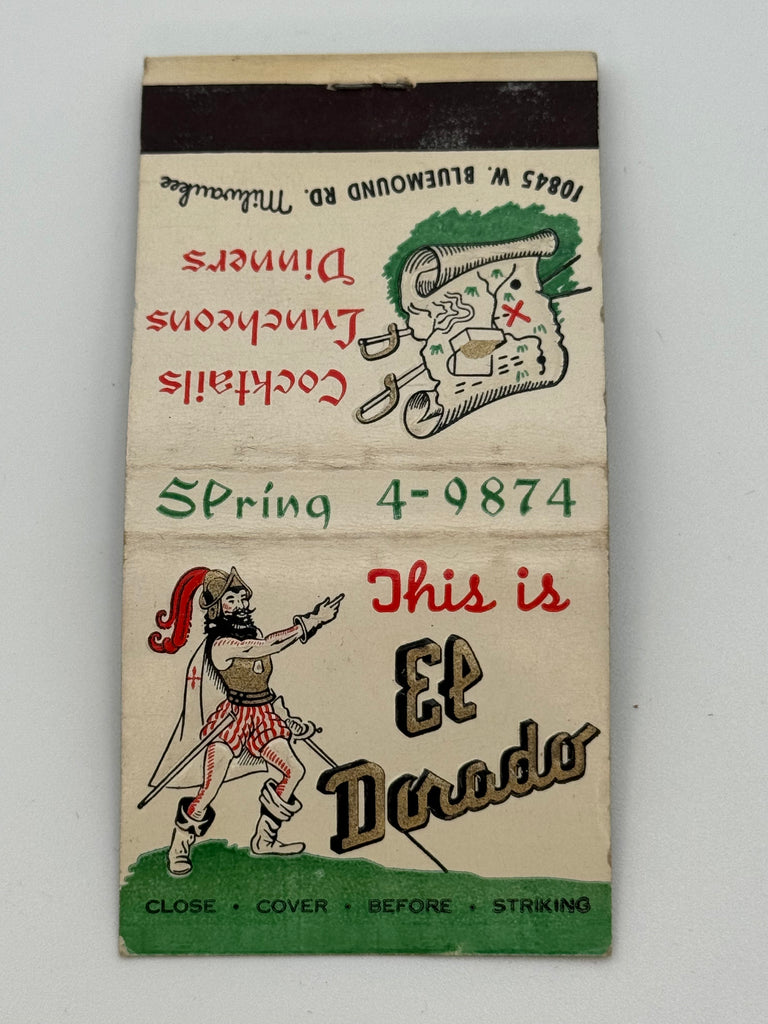 10845 W. BLUEMOUND RD. Milwaukee
Dinners
Luncheons
Cocktails
Spring 4-9874
This is
El
Dorado
CLOSE • COVER • BEFORE • STRIKING